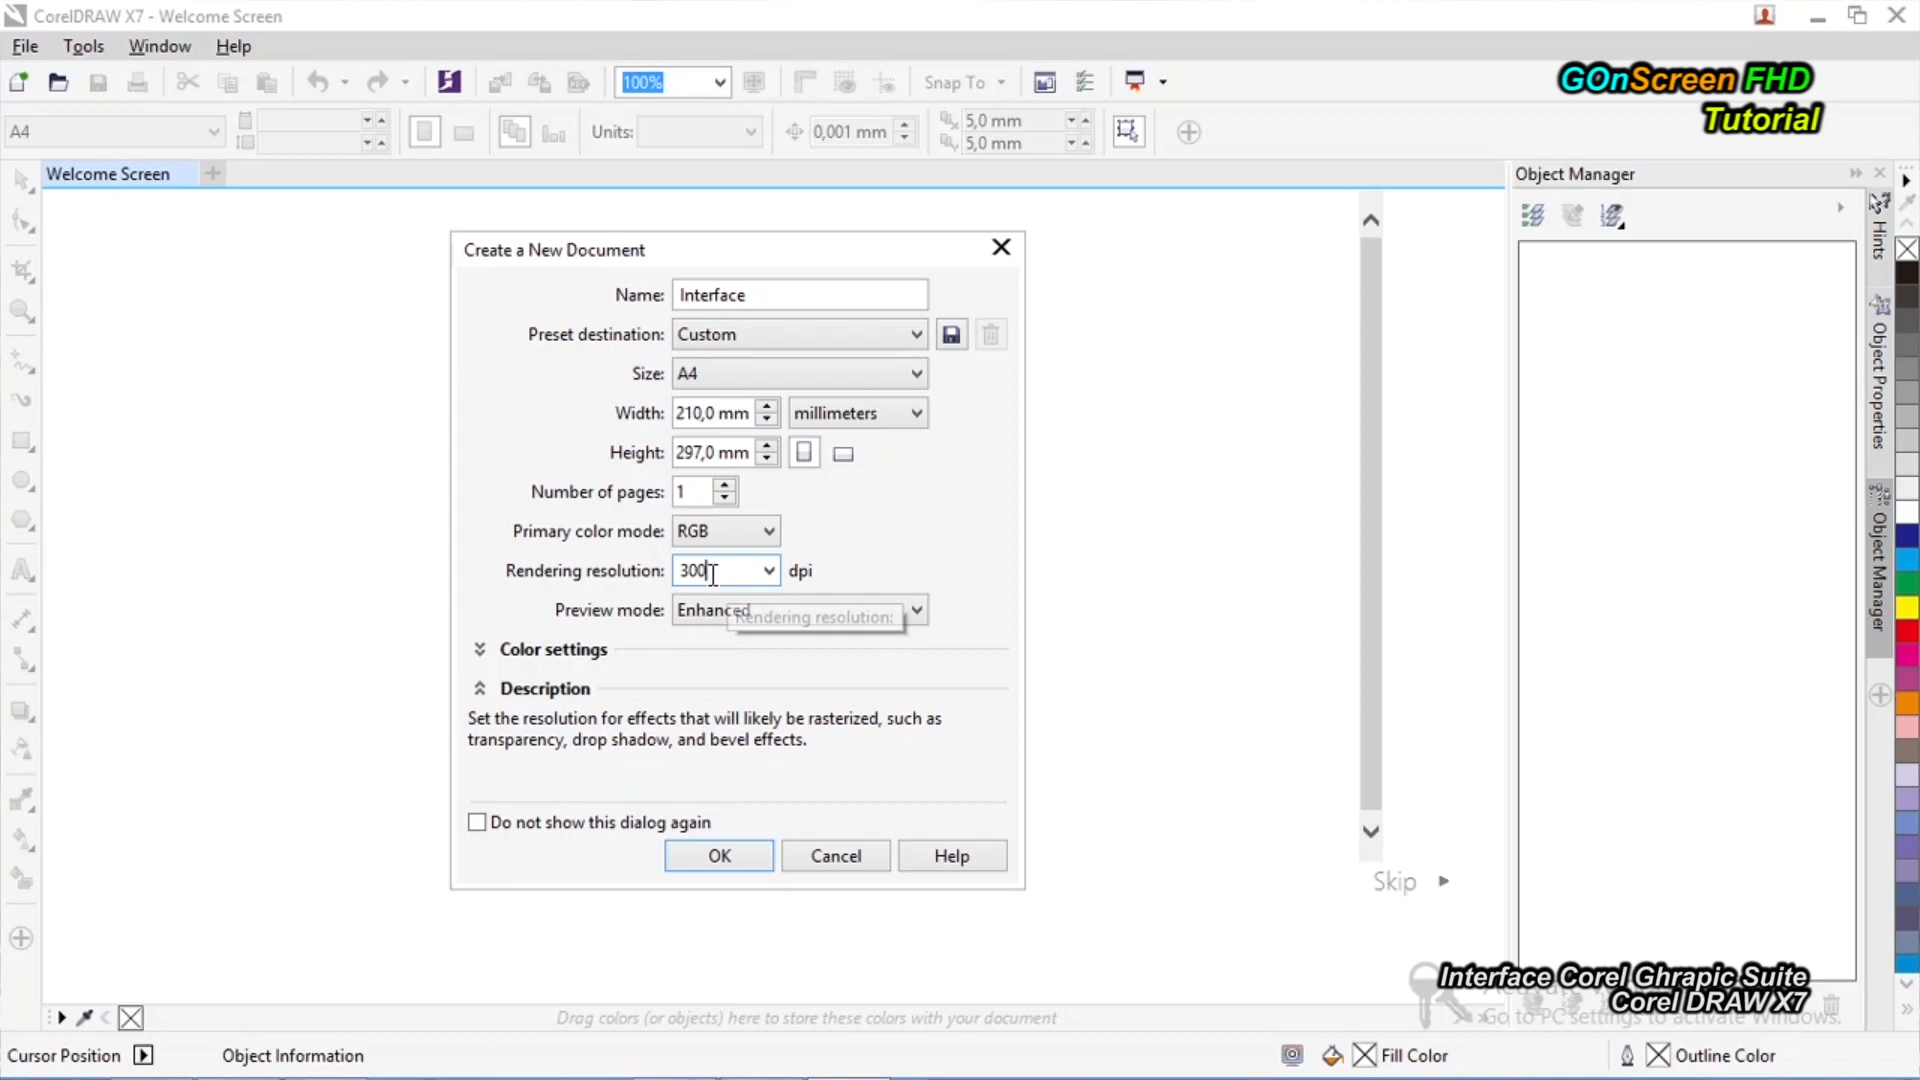 CorelDRAW X7 - Welcome Screen
File Tools Window Help
100% Snap To
GOnScreen FHD
Tutorial
A4 Units: 0,001 mm 5,0 mm
5,0 mm
Welcome Screen
Object Manager
Hints
Object Properties
Object Manager
Create a New Document
Name: Interface
Preset destination: Custom
Size: A4
Width: 210,0 mm millimeters
Height: 297,0 mm
Number of pages: 1
Primary color mode: RGB
Rendering resolution: 300 dpi
Preview mode: Enhanced
Rendering resolution:
Color settings
Description
Set the resolution for effects that will likely be rasterized, such as
transparency, drop shadow, and bevel effects.
Do not show this dialog again
OK Cancel Help
Skip
Interface Corel Ghrapic Suite
Corel DRAW X7
Go to PC settings to activate Windows.
Drag colors (or objects) here to store these colors with your document
Cursor Position Object Information Fill Color Outline Color